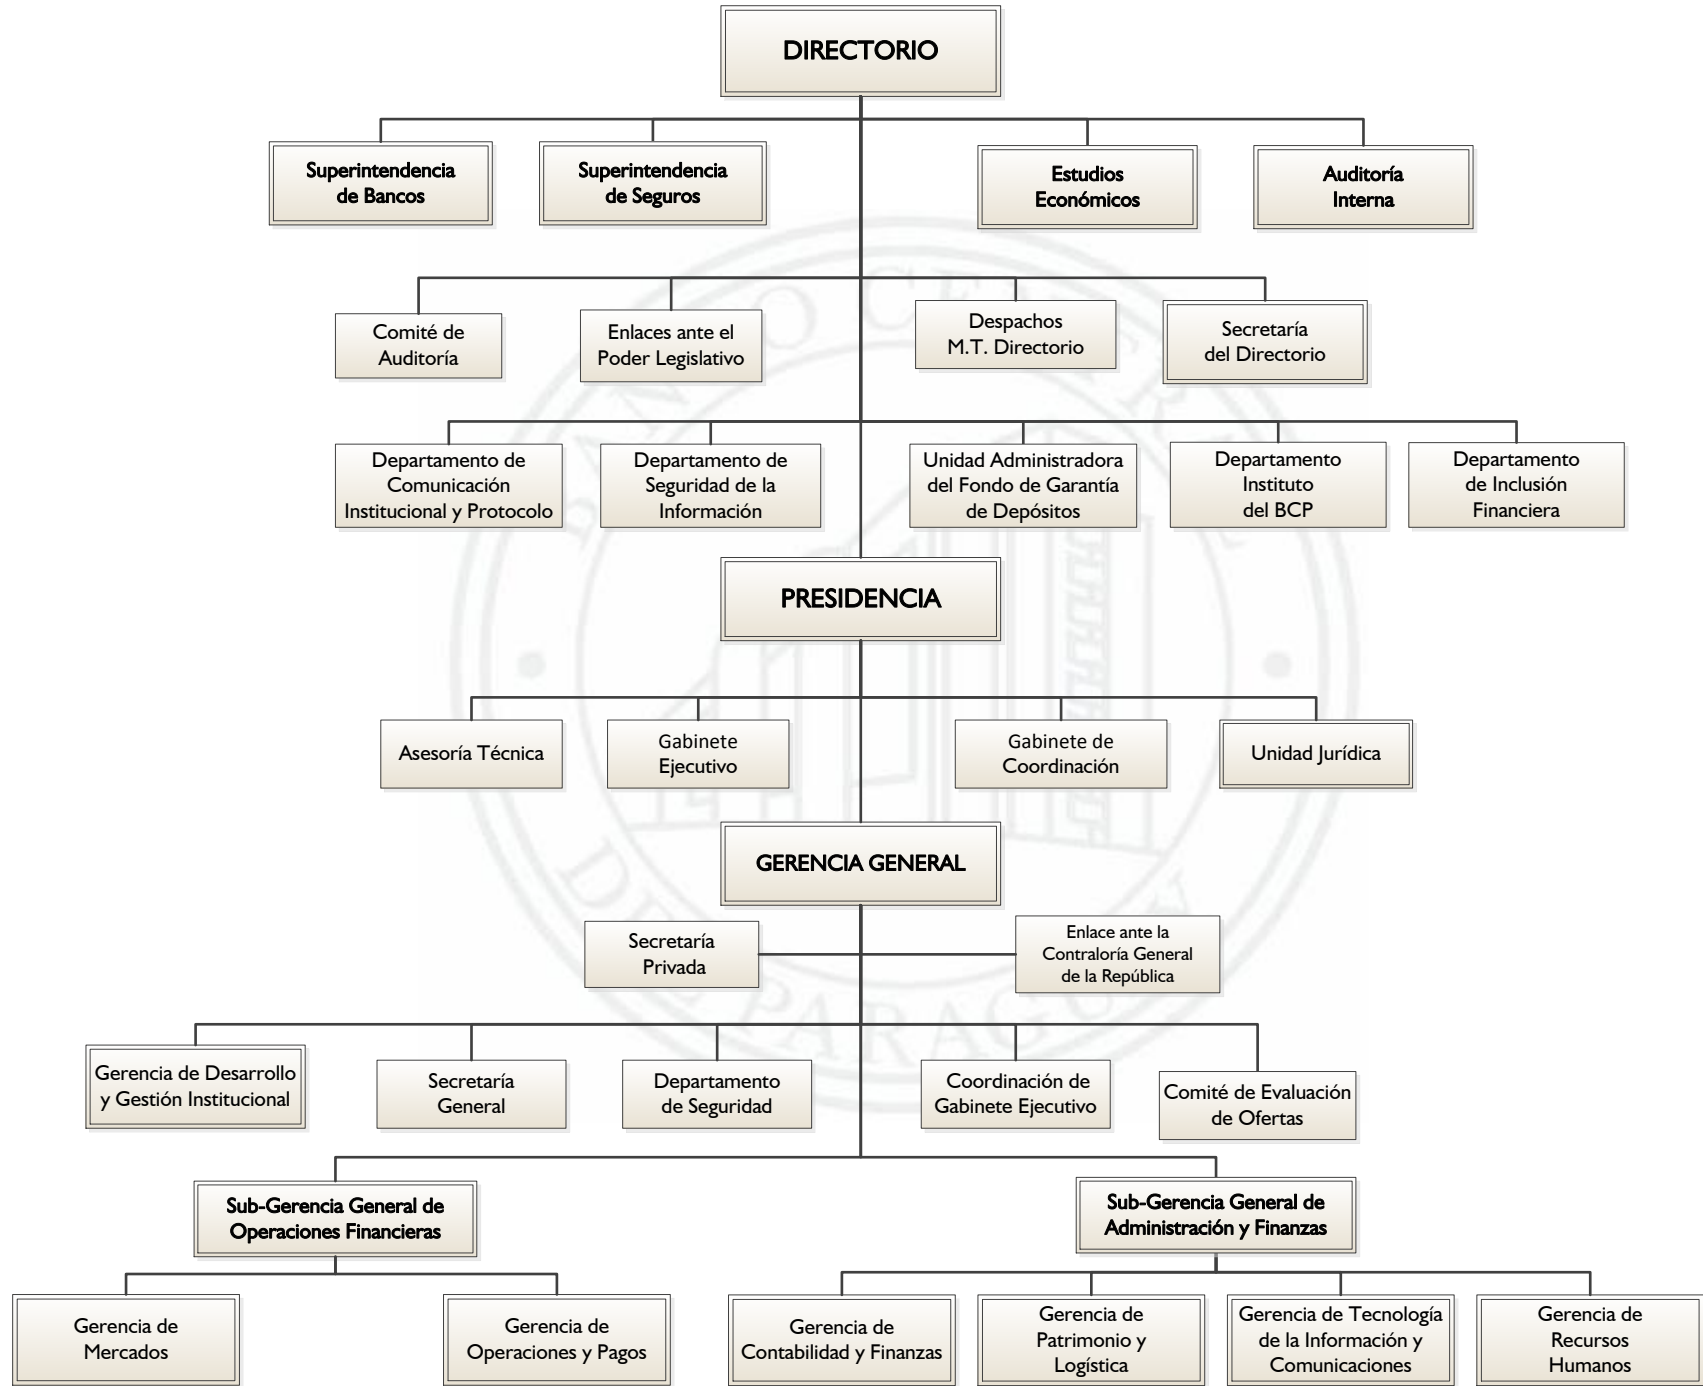 DIRECTORIO
Superintendencia
de Bancos
Superintendencia
de Seguros
Estudios
Económicos
Auditoría
Interna
Comité de
Auditoría
Enlaces ante el
Poder Legislativo
Despachos
M.T. Directorio
Secretaría
del Directorio
Departamento de
Comunicación
Institucional y Protocolo
Departamento de
Seguridad de la
Información
Unidad Administradora
del Fondo de Garantía
de Depósitos
Departamento
Instituto
del BCP
Departamento
de Inclusión
Financiera
PRESIDENCIA
Asesoría Técnica
Gabinete
Ejecutivo
Gabinete de
Coordinación
Unidad Jurídica
GERENCIA GENERAL
Secretaría
Privada
Enlace ante la
Contraloría General
de la República
Gerencia de Desarrollo
y Gestión Institucional
Secretaría
General
Departamento
de Seguridad
Coordinación de
Gabinete Ejecutivo
Comité de Evaluación
de Ofertas
Sub-Gerencia General de
Operaciones Financieras
Sub-Gerencia General de
Administración y Finanzas
Gerencia de
Mercados
Gerencia de
Operaciones y Pagos
Gerencia de
Contabilidad y Finanzas
Gerencia de
Patrimonio y
Logística
Gerencia de Tecnología
de la Información y
Comunicaciones
Gerencia de
Recursos
Humanos
BANCO CENTRAL
DEL PARAGUAY